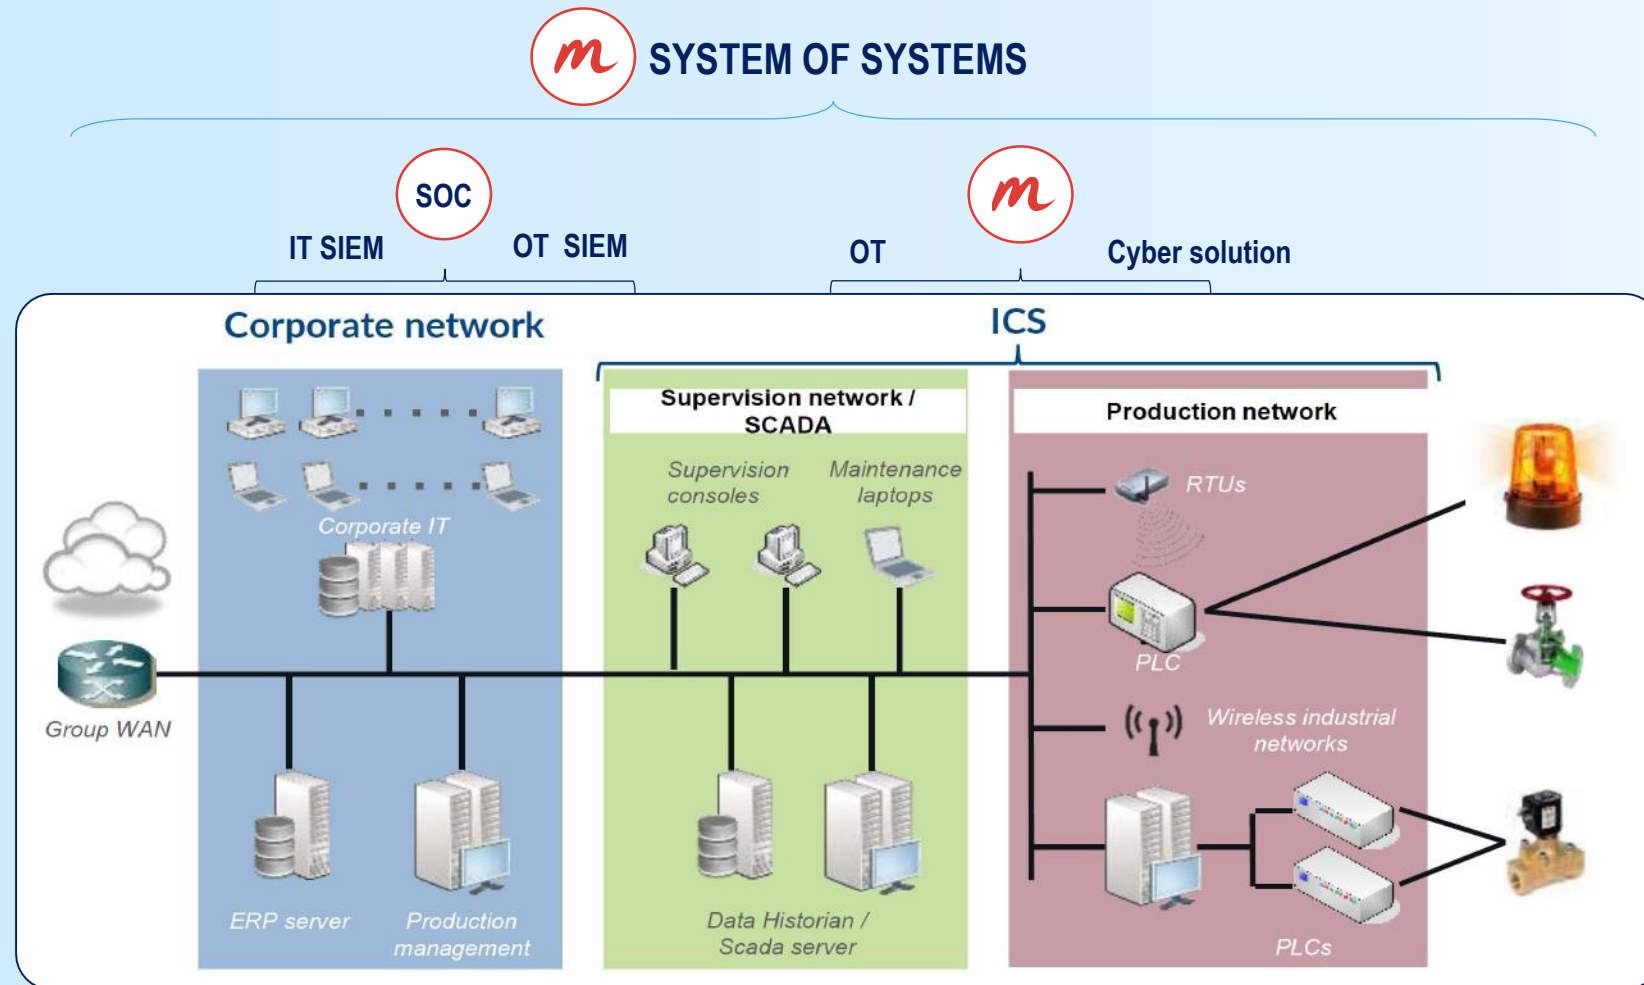 m SYSTEM OF SYSTEMS
SOC
m
IT SIEM
OT SIEM
OT
Cyber solution
Corporate network
ICS
Supervision network /
SCADA
Production network
Supervision
consoles
Maintenance
laptops
RTUs
Corporate IT
PLC
Group WAN
Wireless industrial
networks
ERP server
Production
management
Data Historian /
Scada server
PLCs